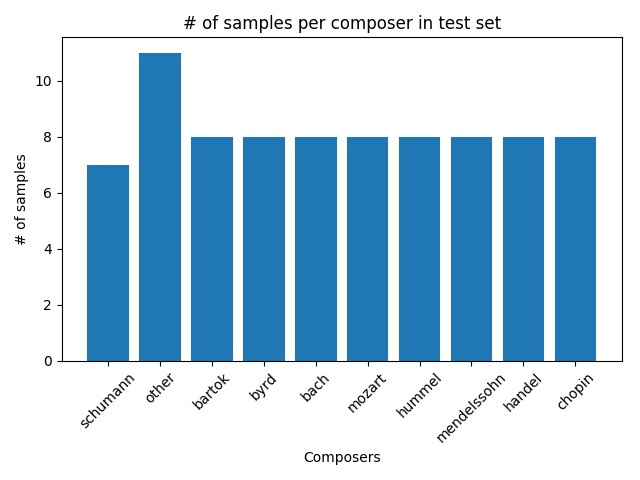 # of samples per composer in test set
# of samples
10
8
6
4
2
0
schumann
other
bartok
byrd
bach
mozart
hummel
mendelssohn
handel
chopin
Composers